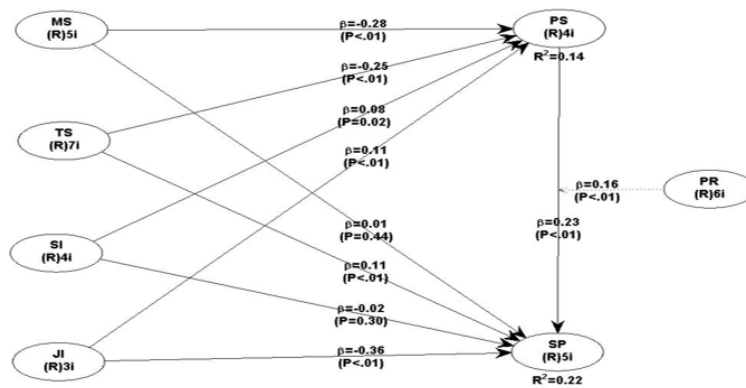 MS
(R)5i
β=-0.28
(P<.01)
PS
(R)4i
R²=0.14
β=-0.25
(P<.01)
TS
(R)7i
β=0.08
(P=0.02)
β=0.11
(P<.01)
β=0.16
(P<.01)
PR
(R)6i
β=0.01
(P=0.44)
β=0.23
(P<.01)
SI
(R)4i
β=0.11
(P<.01)
β=-0.02
(P=0.30)
JI
(R)3i
β=-0.36
(P<.01)
SP
(R)5i
R²=0.22